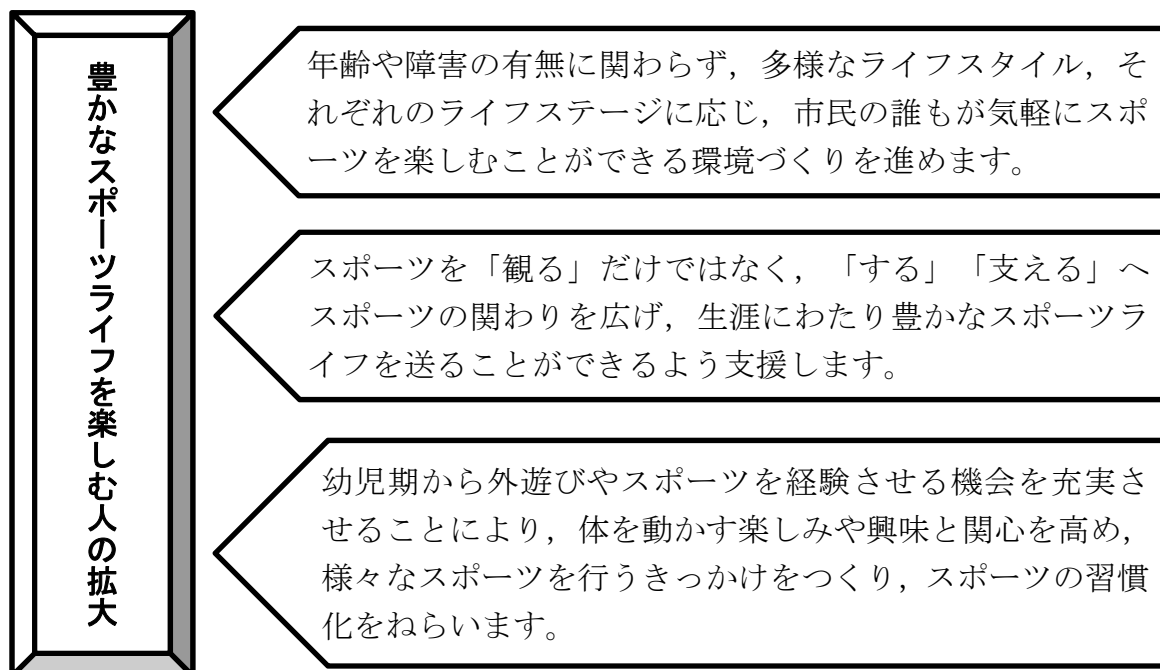 豊かなスポーツライフを楽しむ人の拡大
年齢や障害の有無に関わらず，多様なライフスタイル，そ
れぞれのライフステージに応じ，市民の誰もが気軽にスポ
ーツを楽しむことができる環境づくりを進めます。
スポーツを「観る」だけではなく，「する」「支える」へ
スポーツの関わりを広げ，生涯にわたり豊かなスポーツラ
イフを送ることができるよう支援します。
幼児期から外遊びやスポーツを経験させる機会を充実さ
せることにより，体を動かす楽しみや興味と関心を高め，
様々なスポーツを行うきっかけをつくり，スポーツの習慣
化をねらいます。